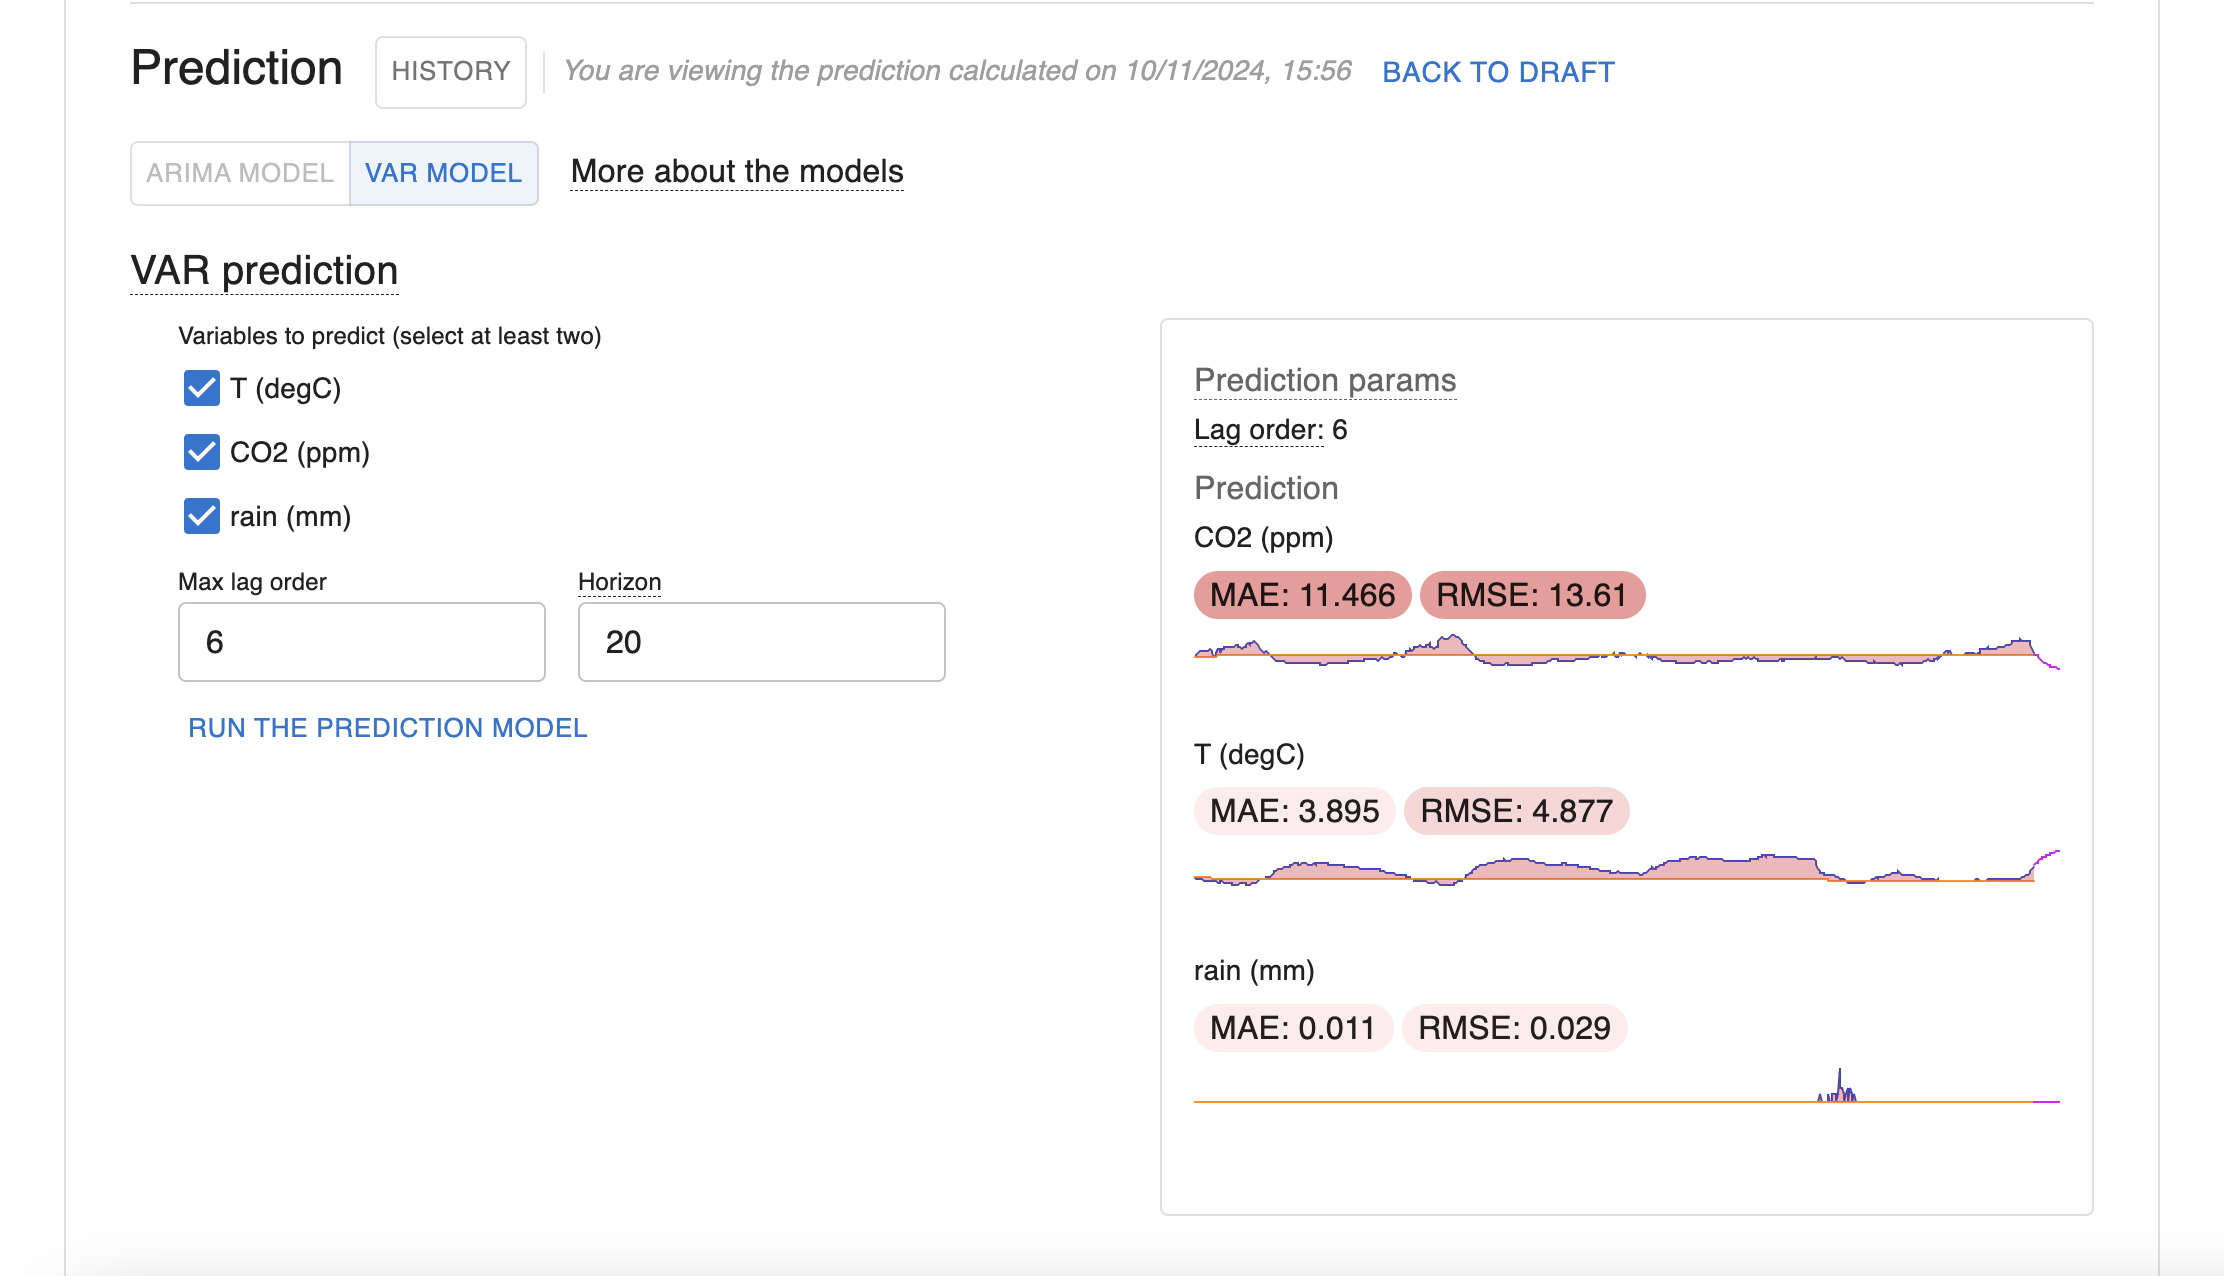 Prediction HISTORY You are viewing the prediction calculated on 10/11/2024, 15:56 BACK TO DRAFT
ARIMA MODEL VAR MODEL More about the models
VAR prediction
Variables to predict (select at least two)
T (degC)
CO2 (ppm)
rain (mm)
Max lag order Horizon
6 20
RUN THE PREDICTION MODEL
Prediction params
Lag order: 6
Prediction
CO2 (ppm)
MAE: 11.466 RMSE: 13.61
T (degC)
MAE: 3.895 RMSE: 4.877
rain (mm)
MAE: 0.011 RMSE: 0.029